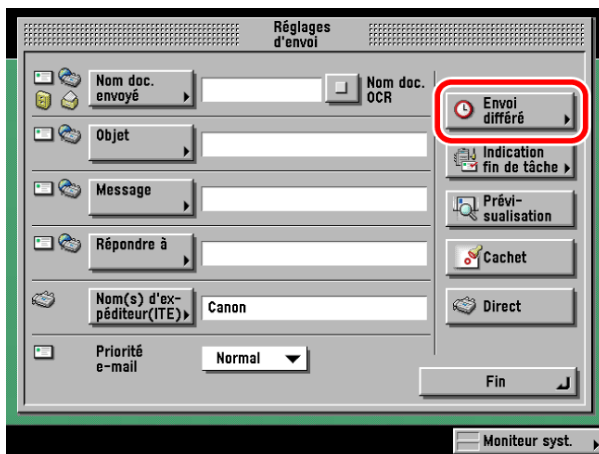 Réglages
d'envoi
Nom doc.
envoyé
Nom doc.
OCR
Envoi
différé
Objet
Indication
fin de tâche
Message
Prévi-
sualisation
Répondre à
Cachet
Nom(s) d'ex-
péditeur(ITE)
Canon
Direct
Priorité
e-mail
Normal
Fin
Moniteur syst.